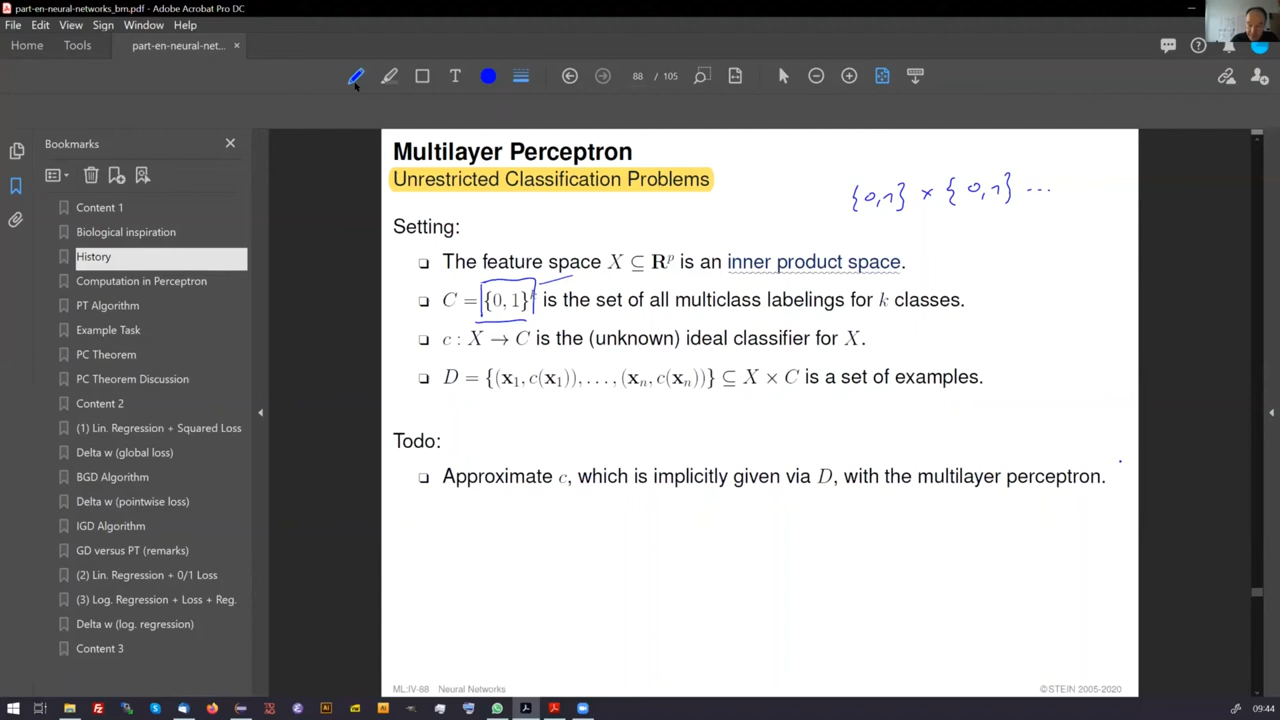 part-en-neural-networks_bm.pdf - Adobe Acrobat Pro DC
File Edit View Sign Window Help
Home Tools part-en-neural-net... ×
88 / 105
Bookmarks
Content 1
Biological inspiration
History
Computation in Perceptron
PT Algorithm
Example Task
PC Theorem
PC Theorem Discussion
Content 2
(1) Lin. Regression + Squared Loss
Delta w (global loss)
BGD Algorithm
Delta w (pointwise loss)
IGD Algorithm
GD versus PT (remarks)
(2) Lin. Regression + 0/1 Loss
(3) Log. Regression + Loss + Reg.
Delta w (log. regression)
Content 3
Multilayer Perceptron
Unrestricted Classification Problems
{0,1} × {0,1} ...
Setting:
❑ The feature space X ⊆ R^p is an inner product space.
❑ C = {0, 1}^k is the set of all multiclass labelings for k classes.
❑ c : X → C is the (unknown) ideal classifier for X.
❑ D = {(x₁, c(x₁)), . . . , (xₙ, c(xₙ))} ⊆ X × C is a set of examples.
Todo:
❑ Approximate c, which is implicitly given via D, with the multilayer perceptron.
ML:IV-88 Neural Networks ©STEIN 2005-2020
09:44